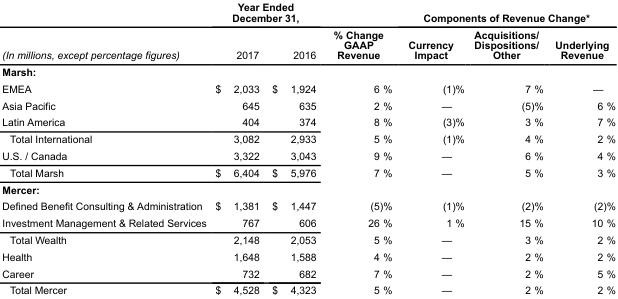 Year Ended
December 31,
Components of Revenue Change*
(In millions, except percentage figures) 2017 2016 % Change GAAP Revenue Currency Impact Acquisitions/ Dispositions/ Other Underlying Revenue
Marsh:
EMEA $ 2,033 $ 1,924 6 % (1)% 7 % —
Asia Pacific 645 635 2 % — (5)% 6 %
Latin America 404 374 8 % (3)% 3 % 7 %
Total International 3,082 2,933 5 % (1)% 4 % 2 %
U.S. / Canada 3,322 3,043 9 % — 6 % 4 %
Total Marsh $ 6,404 $ 5,976 7 % — 5 % 3 %
Mercer:
Defined Benefit Consulting & Administration $ 1,381 $ 1,447 (5)% (1)% (2)% (2)%
Investment Management & Related Services 767 606 26 % 1 % 15 % 10 %
Total Wealth 2,148 2,053 5 % — 3 % 2 %
Health 1,648 1,588 4 % — 2 % 2 %
Career 732 682 7 % — 2 % 5 %
Total Mercer $ 4,528 $ 4,323 5 % — 2 % 2 %